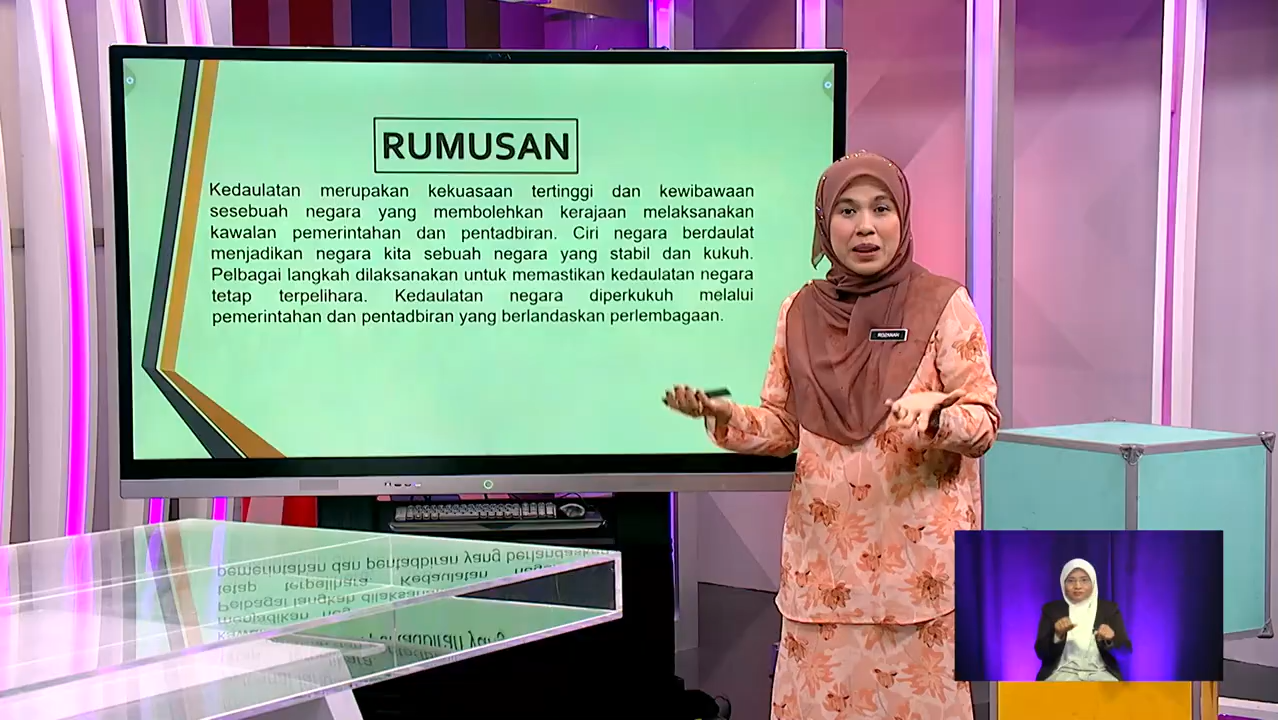 RUMUSAN
Kedaulatan merupakan kekuasaan tertinggi dan kewibawaan
sesebuah negara yang membolehkan kerajaan melaksanakan
kawalan pemerintahan dan pentadbiran. Ciri negara berdaulat
menjadikan negara kita sebuah negara yang stabil dan kukuh.
Pelbagai langkah dilaksanakan untuk memastikan kedaulatan negara
tetap terpelihara. Kedaulatan negara diperkukuh melalui
pemerintahan dan pentadbiran yang berlandaskan perlembagaan.